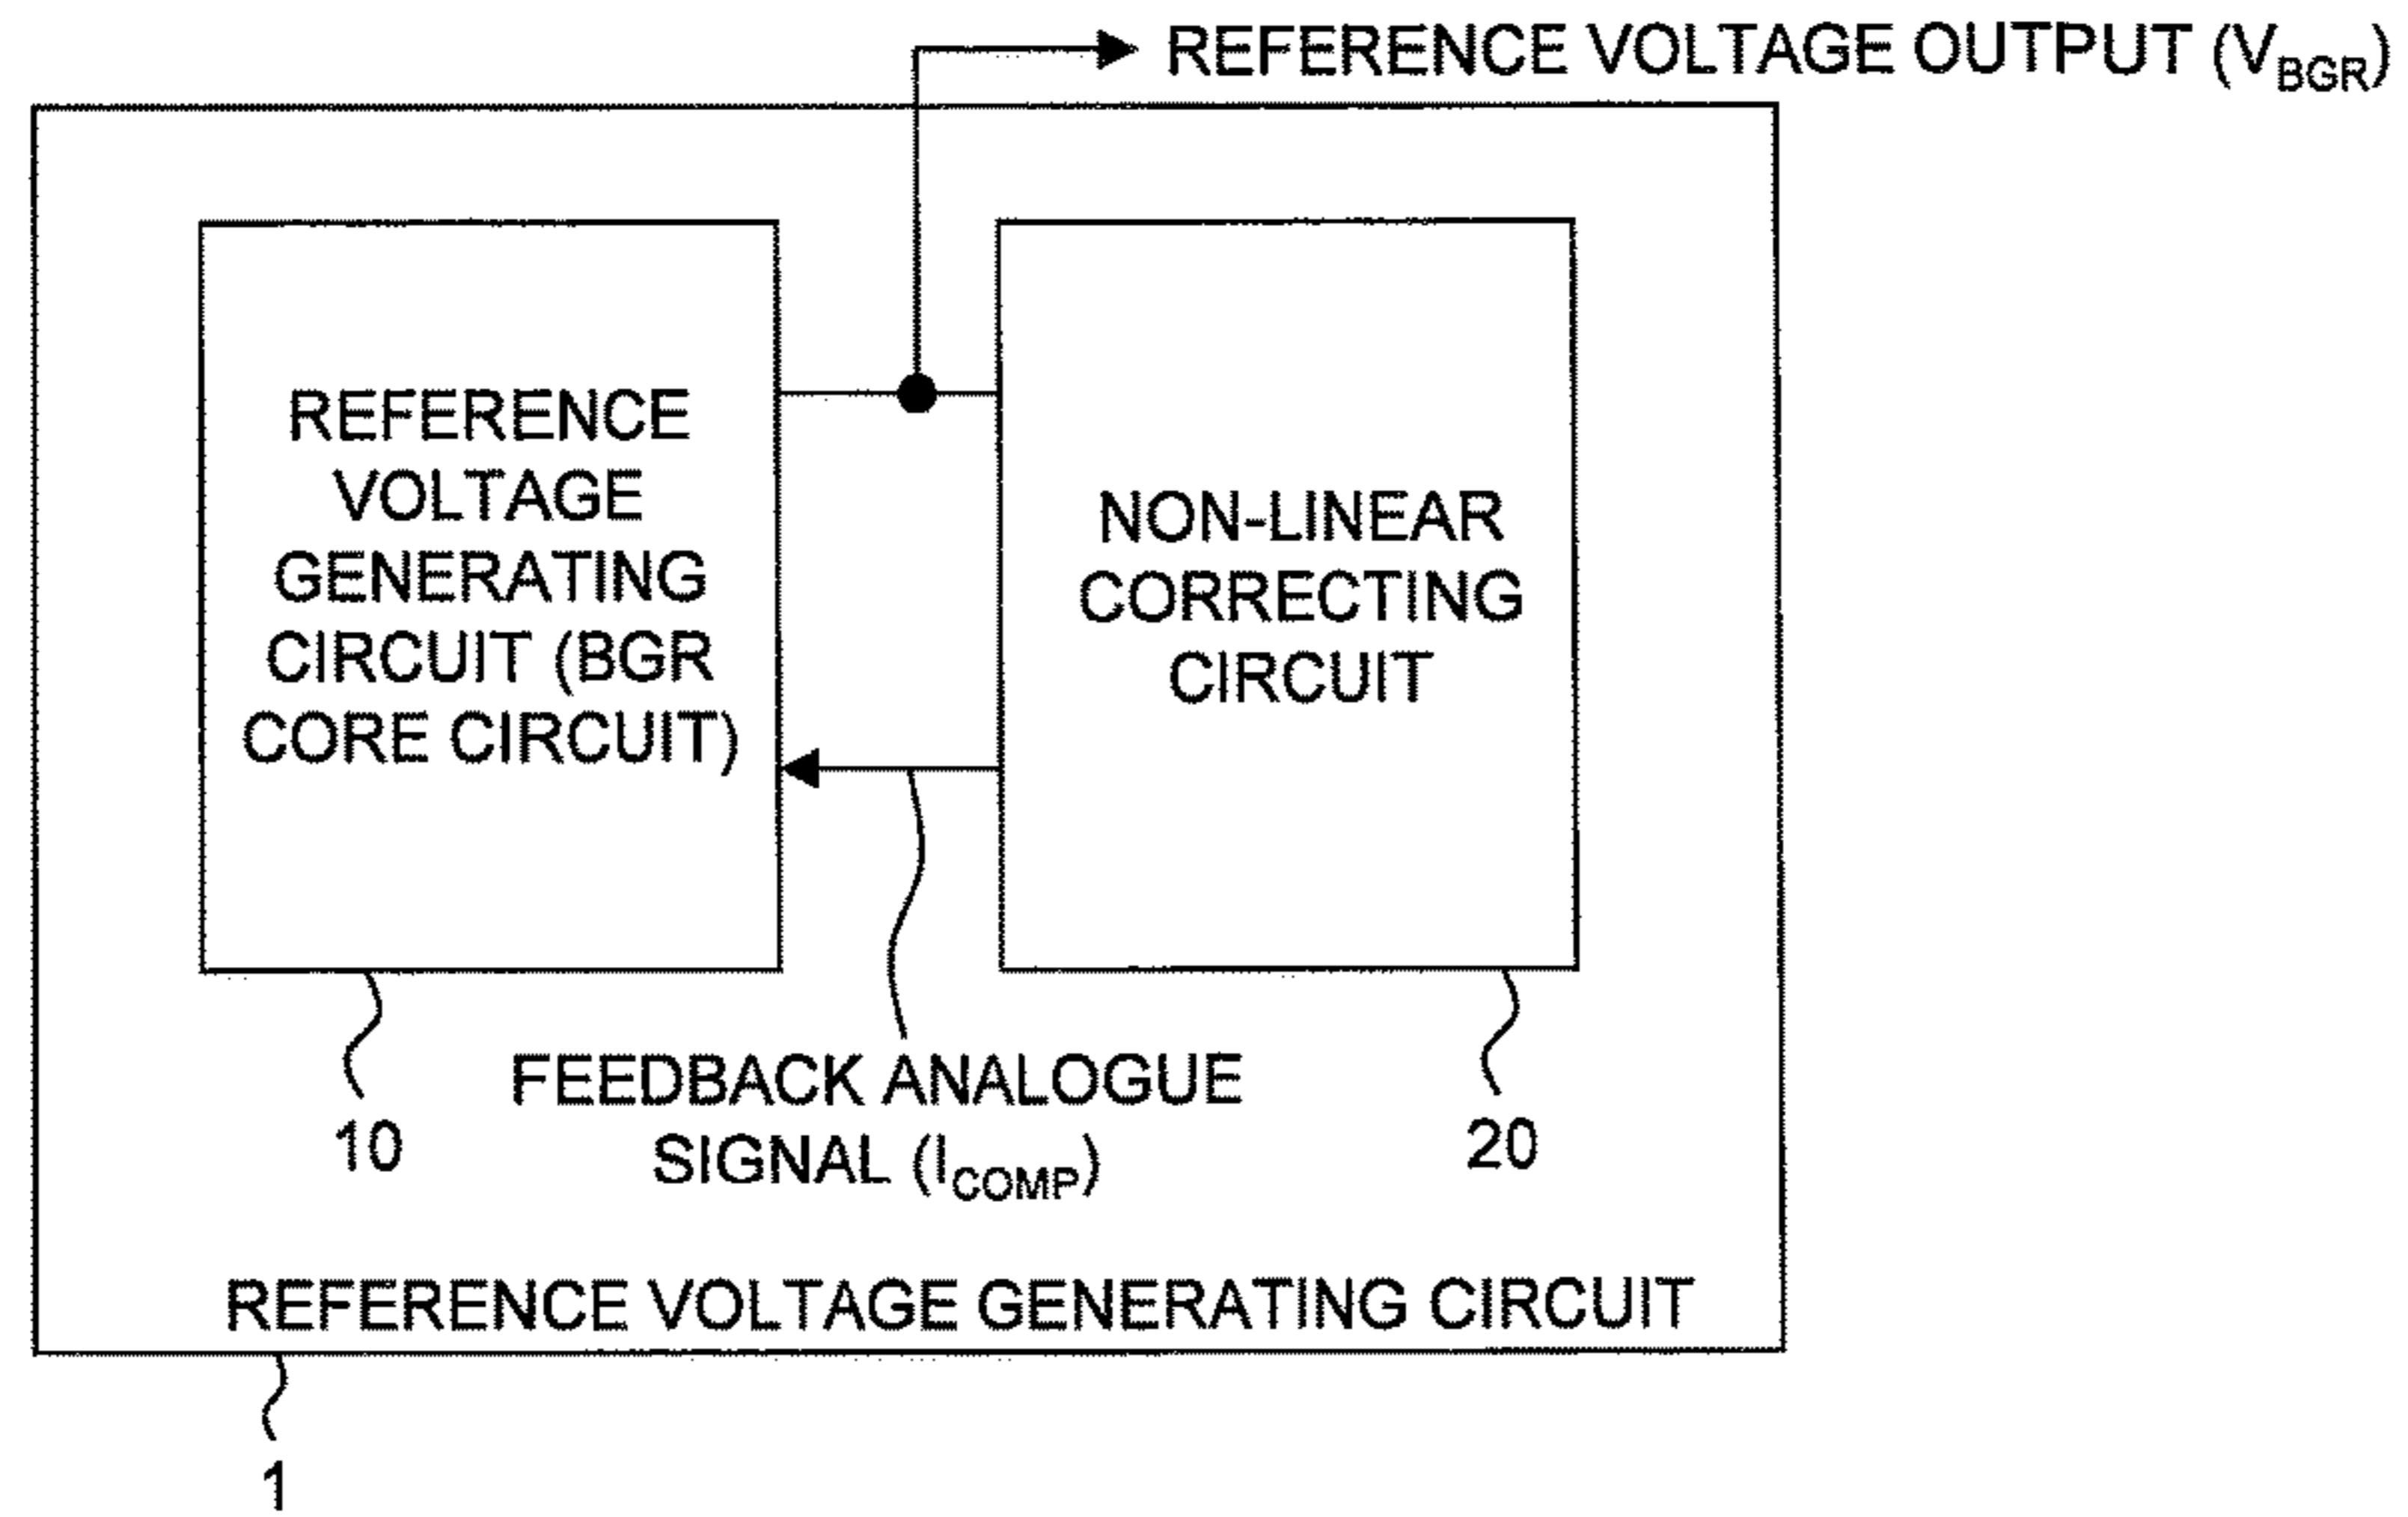 REFERENCE VOLTAGE OUTPUT (VBGR)
REFERENCE
VOLTAGE
GENERATING
CIRCUIT (BGR
CORE CIRCUIT)
NON-LINEAR
CORRECTING
CIRCUIT
FEEDBACK ANALOGUE
SIGNAL (ICOMP)
10
20
REFERENCE VOLTAGE GENERATING CIRCUIT
1